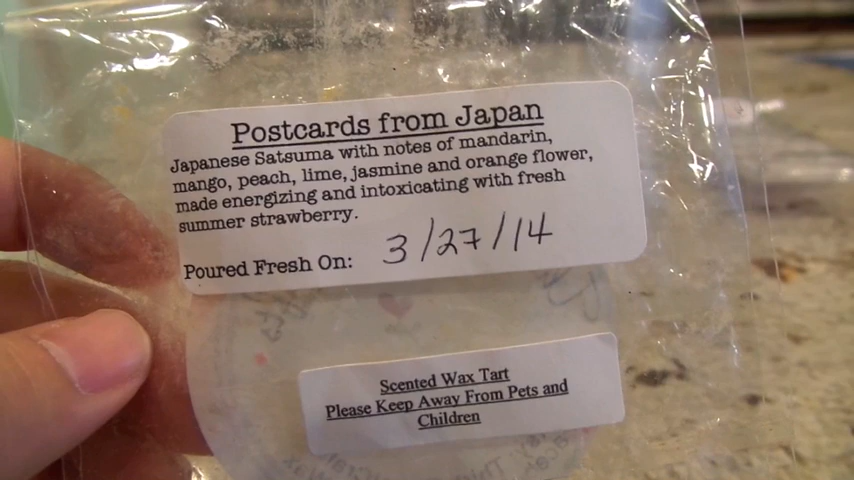 Postcards from Japan
Japanese Satsuma with notes of mandarin,
mango, peach, lime, jasmine and orange flower,
made energizing and intoxicating with fresh
summer strawberry.
Poured Fresh On: 3/27/14
Scented Wax Tart
Please Keep Away From Pets and
Children